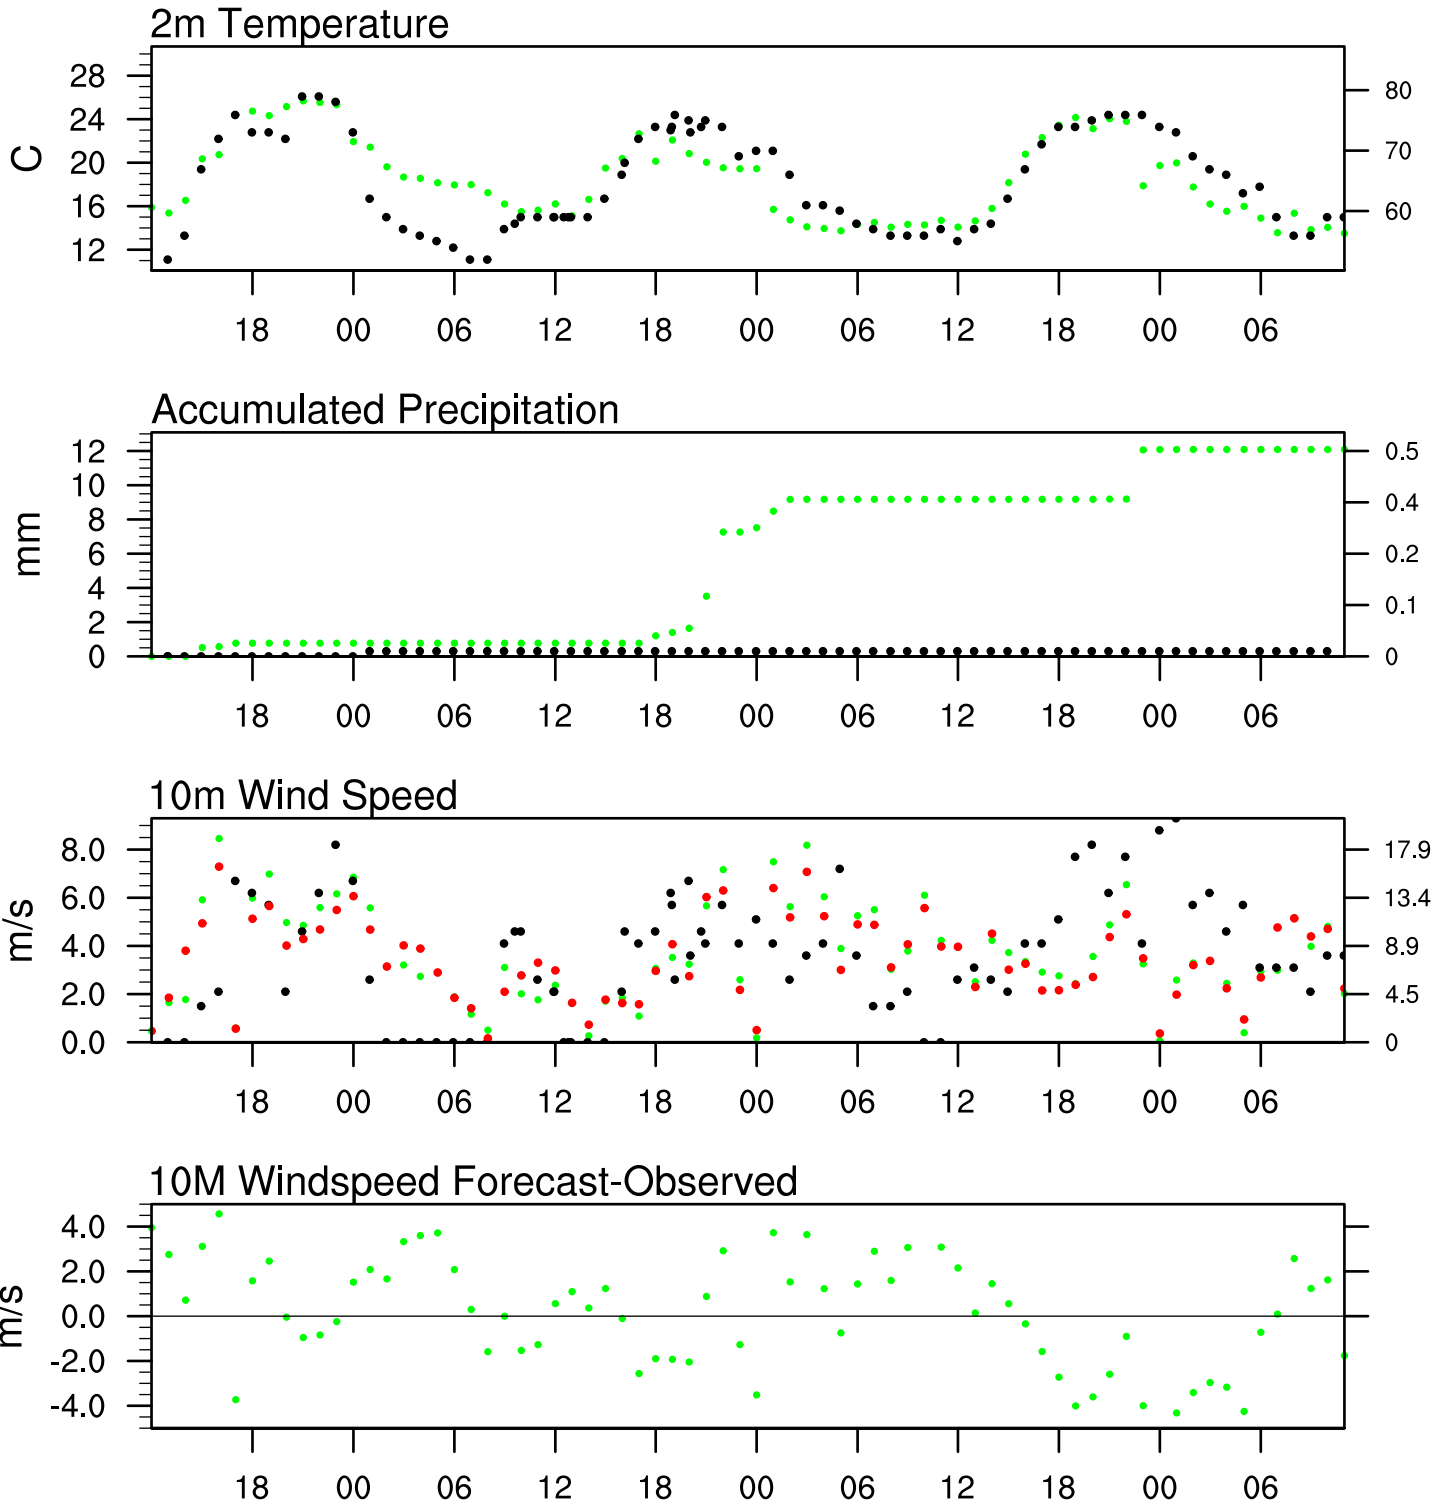 2m Temperature
28
24
20
16
12
C
80
70
60
18 00 06 12 18 00 06 12 18 00 06
Accumulated Precipitation
12
10
8
6
4
2
0
mm
0.5
0.4
0.2
0.1
0
18 00 06 12 18 00 06 12 18 00 06
10m Wind Speed
8.0
6.0
4.0
2.0
0.0
m/s
17.9
13.4
8.9
4.5
0
18 00 06 12 18 00 06 12 18 00 06
10M Windspeed Forecast-Observed
4.0
2.0
0.0
-2.0
-4.0
m/s
18 00 06 12 18 00 06 12 18 00 06